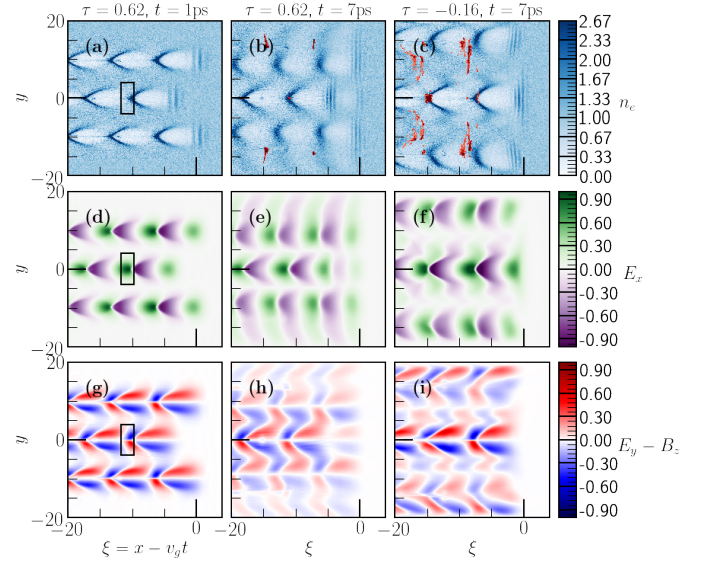 τ = 0.62, t = 1ps τ = 0.62, t = 7ps τ = −0.16, t = 7ps
20 (a) (b) (c) 2.67
2.33
2.00
1.67
y 0 1.33 n_e
1.00
0.67
0.33
−20 0.00
20 (d) (e) (f) 0.90
0.60
0.30
y 0 0.00 E_x
-0.30
-0.60
−20 -0.90
20 (g) (h) (i) 0.90
0.60
0.30
y 0 0.00 E_y − B_z
-0.30
-0.60
-0.90
−20
−20 0 −20 0 −20 0
ξ = x − v_g t ξ ξ